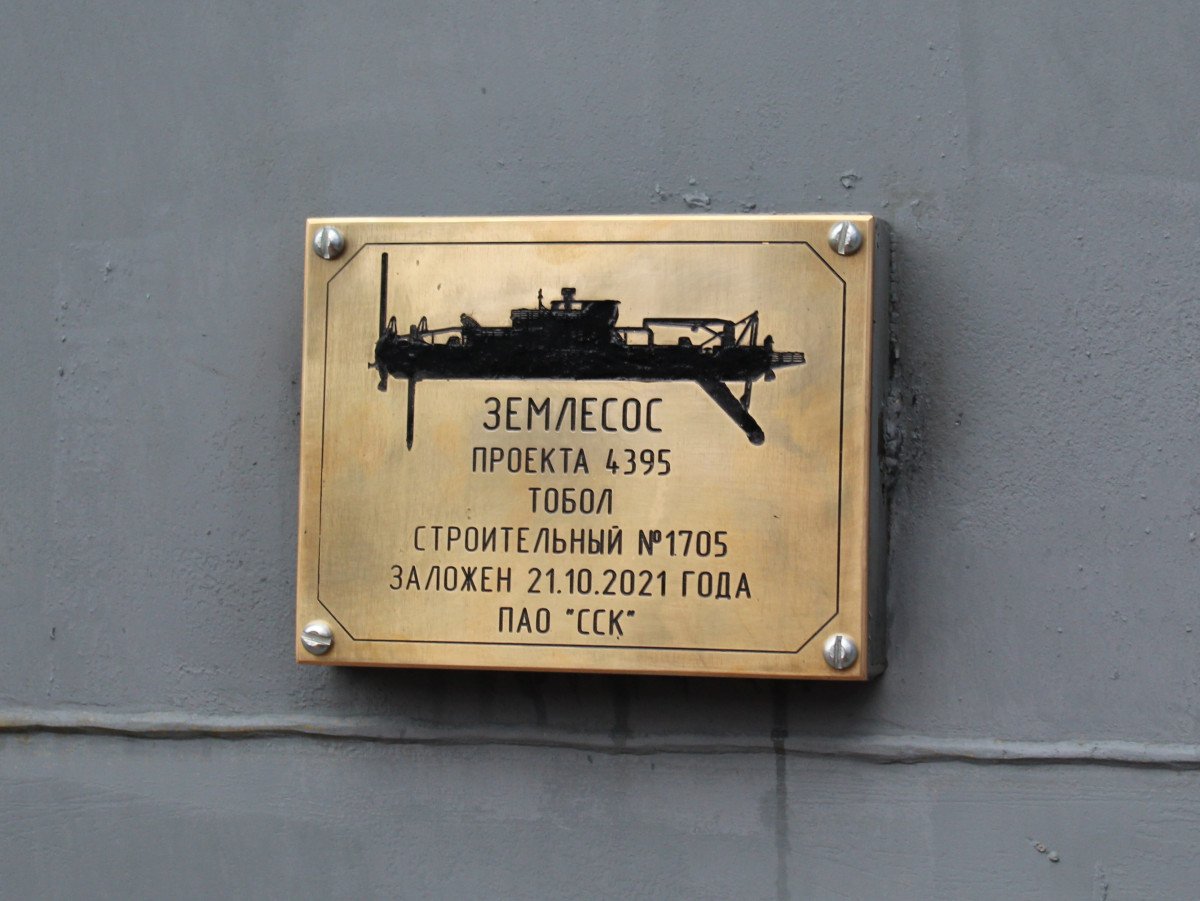 ЗЕМЛЕСОС
ПРОЕКТА 4395
ТОБОЛ
СТРОИТЕЛЬНЫЙ №1705
ЗАЛОЖЕН 21.10.2021 ГОДА
ПАО "ССК"